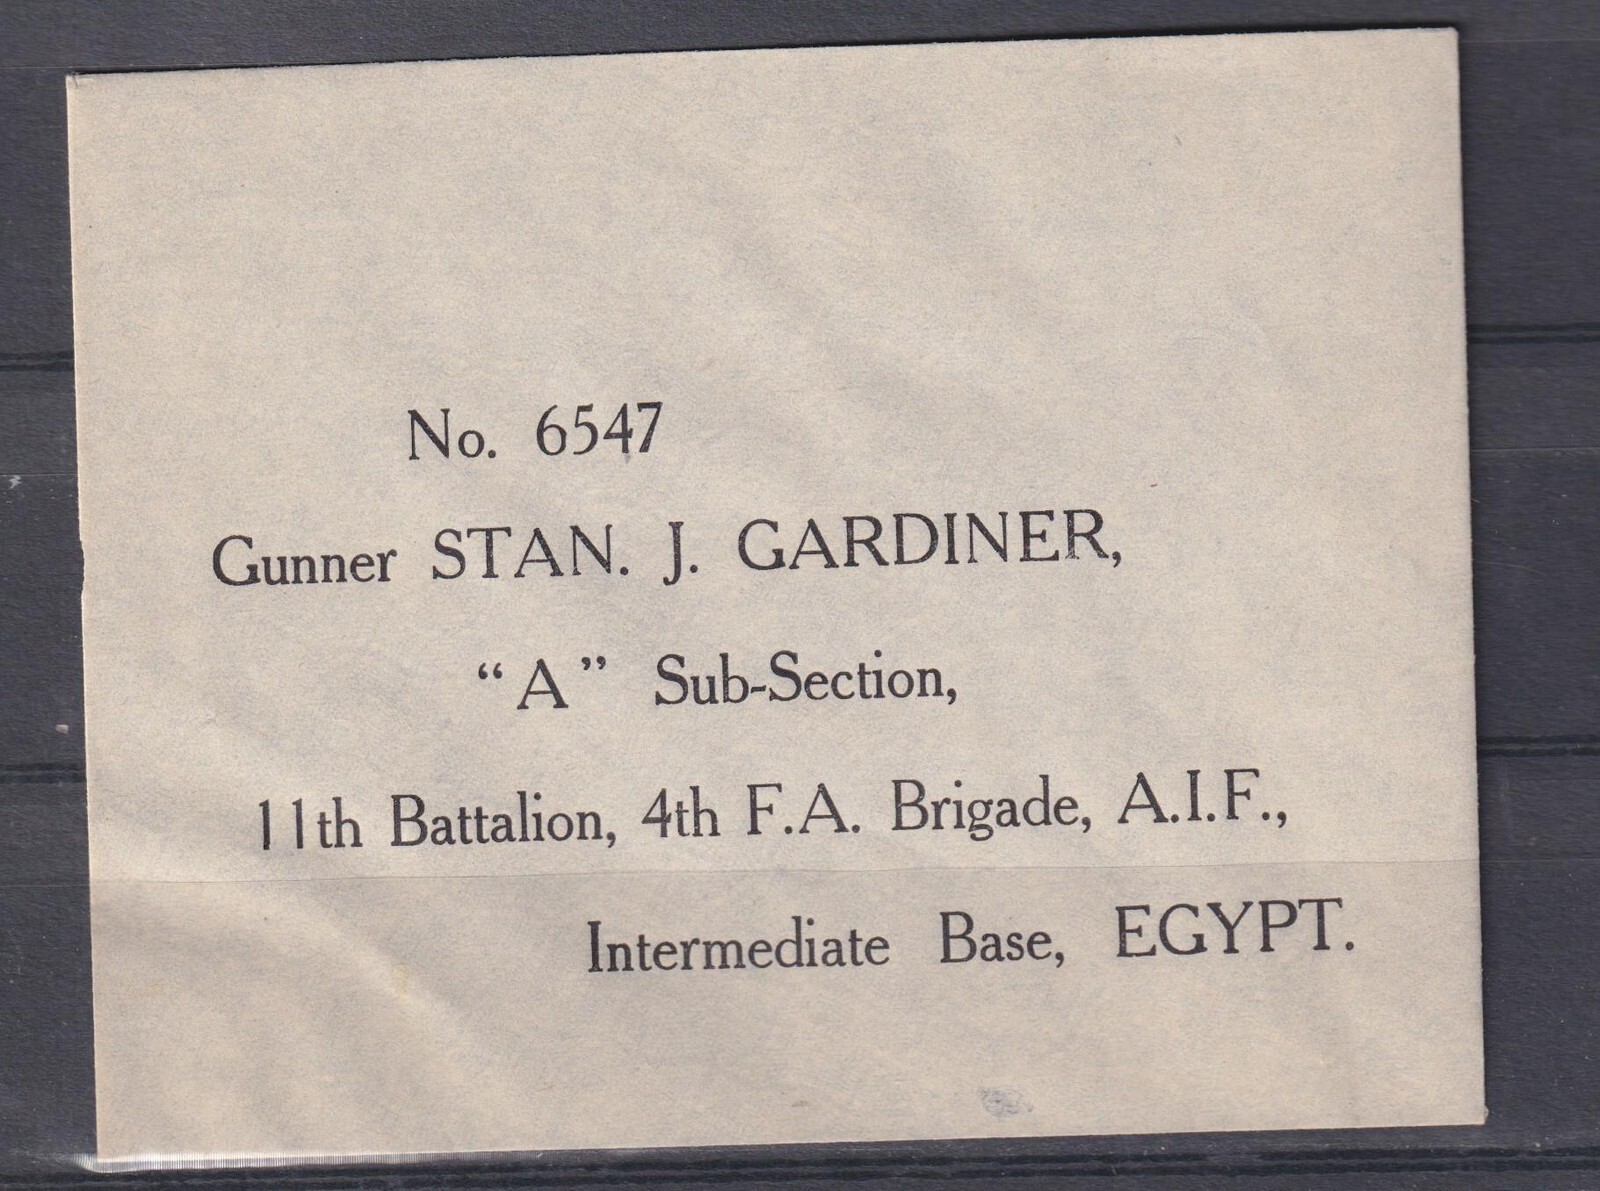 No. 6547
Gunner STAN. J. GARDINER,
“A” Sub-Section,
11th Battalion, 4th F.A. Brigade, A.I.F.,
Intermediate Base, EGYPT.